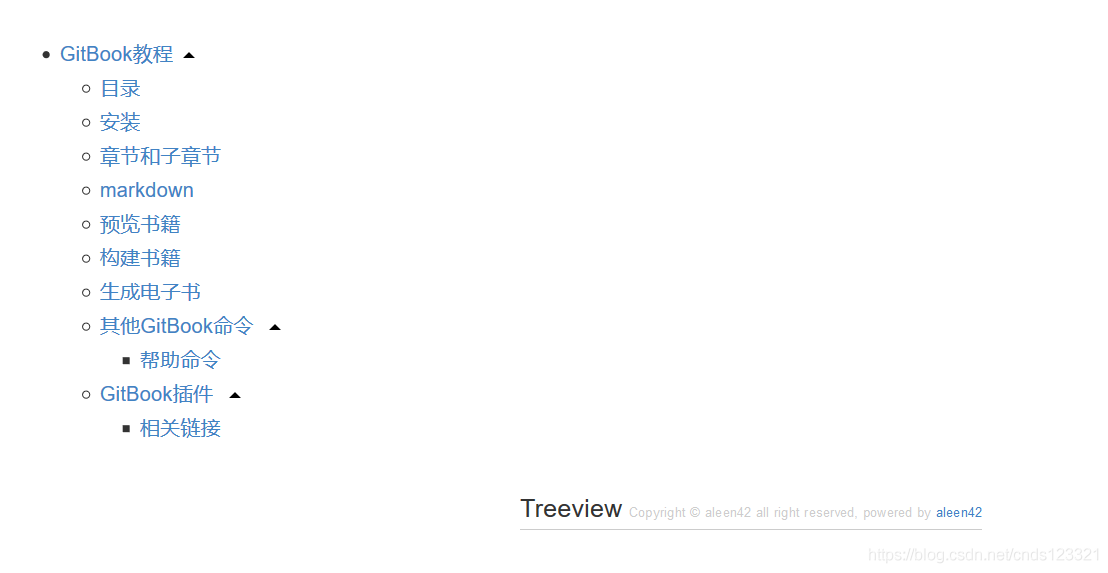 GitBook教程
目录
安装
章节和子章节
markdown
预览书籍
构建书籍
生成电子书
其他GitBook命令
帮助命令
GitBook插件
相关链接
Treeview Copyright © aleen42 all right reserved, powered by aleen42
https://blog.csdn.net/cnds123321